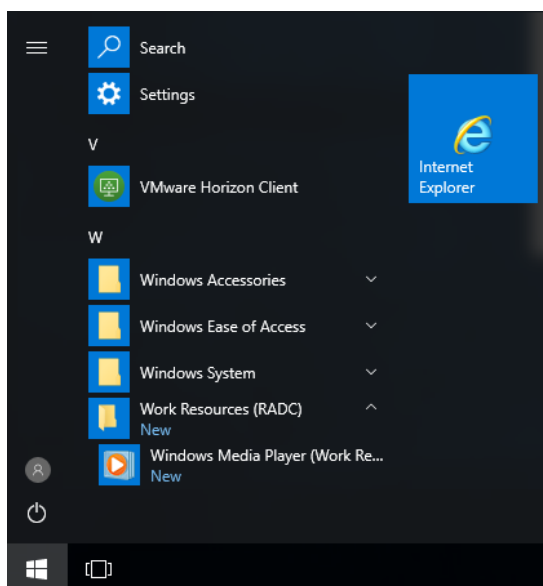 Search
Settings
V
VMware Horizon Client
W
Windows Accessories
Windows Ease of Access
Windows System
Work Resources (RADC)
New
Windows Media Player (Work Re...
New
Internet
Explorer